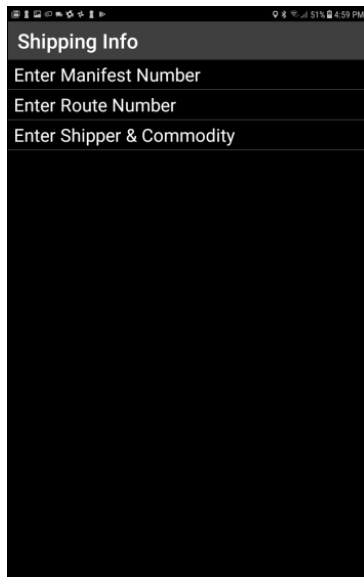 51% 4:59 PM
Shipping Info
Enter Manifest Number
Enter Route Number
Enter Shipper & Commodity